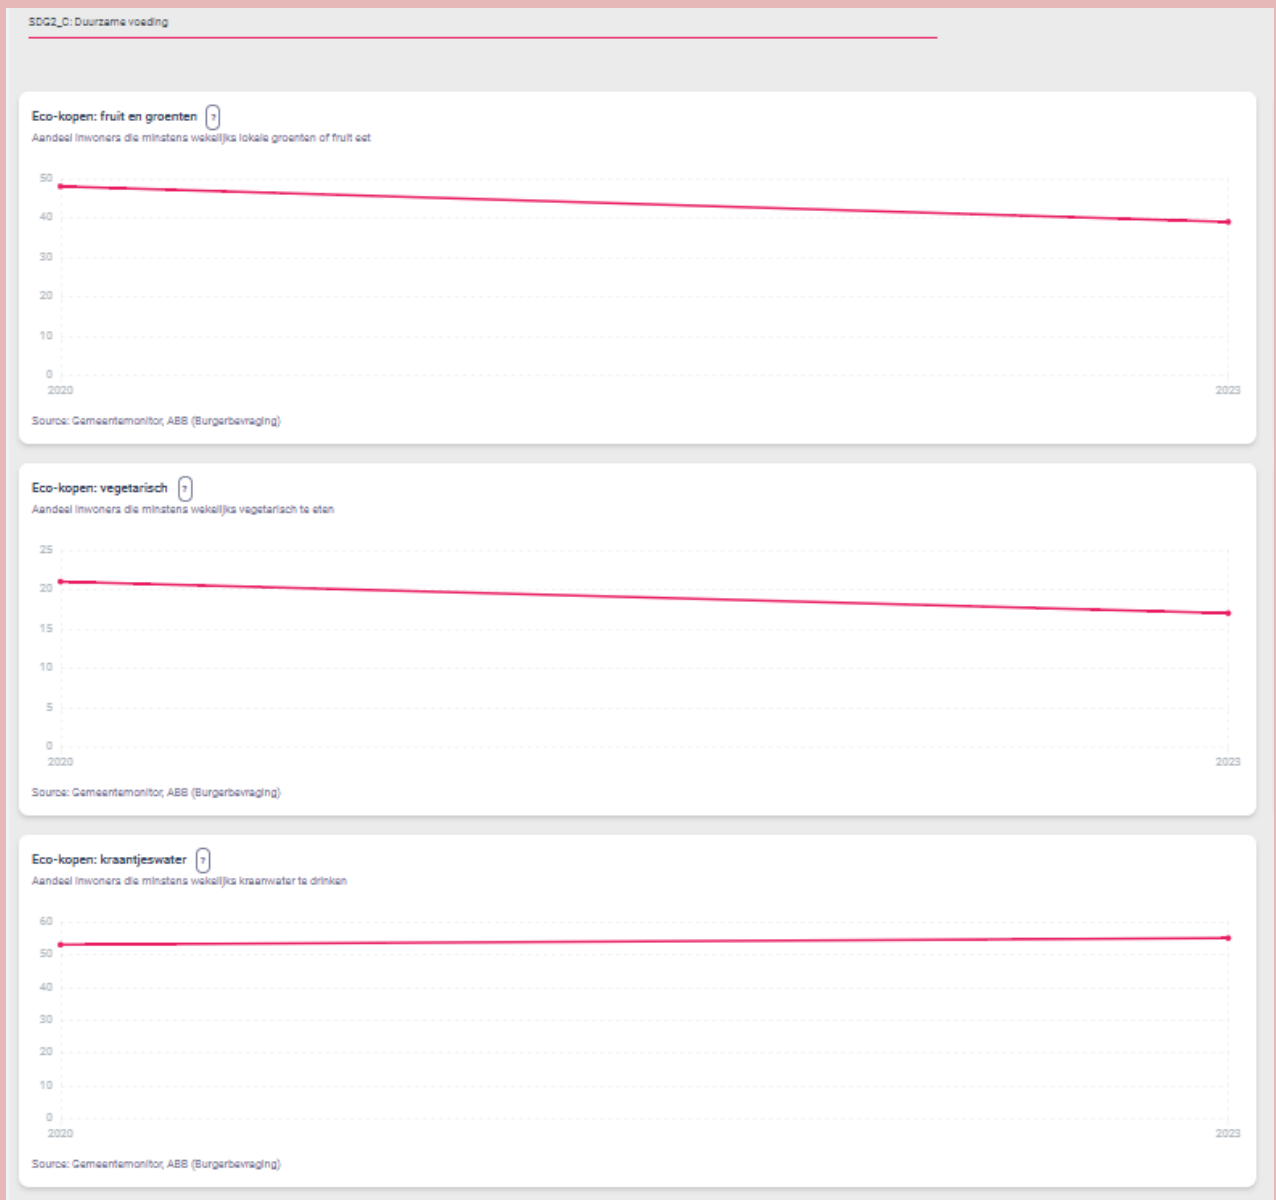 SDG2_C: Duurzame voeding
Eco-kopen: fruit en groenten ?
Aandeel inwoners die minstens wekelijks lokale groenten of fruit eet
50
40
30
20
10
0
2020 2023
Source: Gemeentemonitor, ABB (Burgerbevraging)
Eco-kopen: vegetarisch ?
Aandeel inwoners die minstens wekelijks vegetarisch te eten
25
20
15
10
5
0
2020 2023
Source: Gemeentemonitor, ABB (Burgerbevraging)
Eco-kopen: kraantjeswater ?
Aandeel inwoners die minstens wekelijks kraanwater te drinken
60
50
40
30
20
10
0
2020 2023
Source: Gemeentemonitor, ABB (Burgerbevraging)